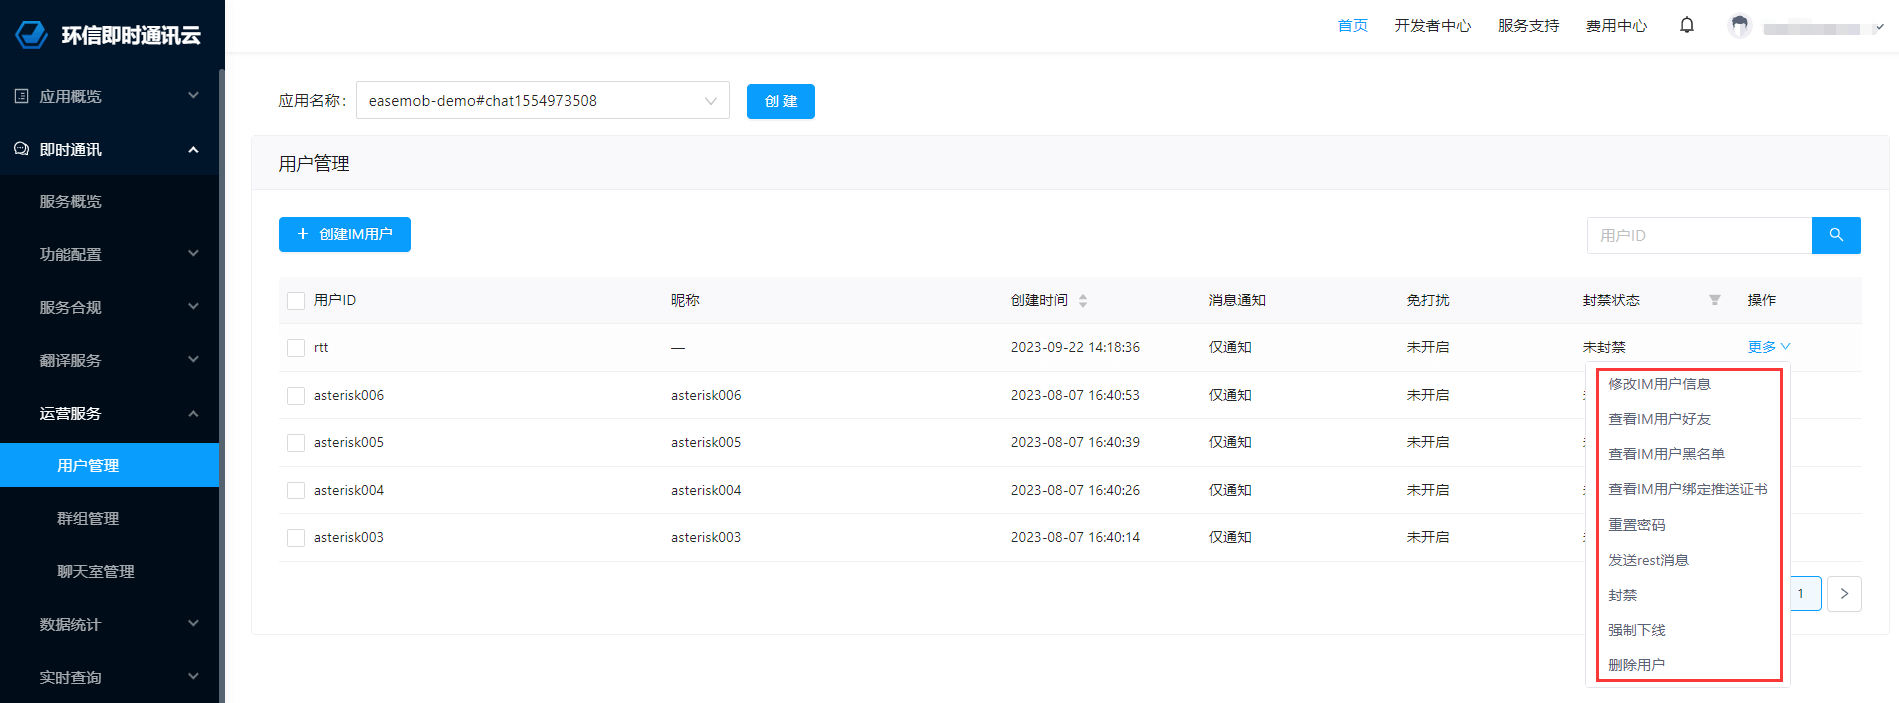 环信即时通讯云
首页 开发者中心 服务支持 费用中心
应用概览
即时通讯
服务概览
功能配置
服务合规
翻译服务
运营服务
用户管理
群组管理
聊天室管理
数据统计
实时查询
应用名称： easemob-demo#chat1554973508 创 建
用户管理
+ 创建IM用户 用户ID
用户ID 昵称 创建时间 消息通知 免打扰 封禁状态 操作
rtt — 2023-09-22 14:18:36 仅通知 未开启 未封禁 更多
asterisk006 asterisk006 2023-08-07 16:40:53 仅通知 未开启
asterisk005 asterisk005 2023-08-07 16:40:39 仅通知 未开启
asterisk004 asterisk004 2023-08-07 16:40:26 仅通知 未开启
asterisk003 asterisk003 2023-08-07 16:40:14 仅通知 未开启
修改IM用户信息
查看IM用户好友
查看IM用户黑名单
查看IM用户绑定推送证书
重置密码
发送rest消息
封禁
强制下线
删除用户
1 >